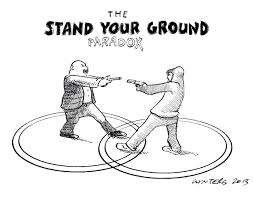 THE
STAND YOUR GROUND
PARADOX
WINTERS 2013